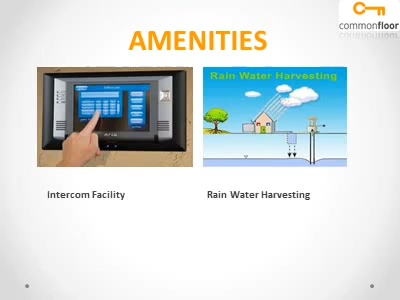 commonfloor
AMENITIES
Rain Water Harvesting
Intercom Facility
Rain Water Harvesting